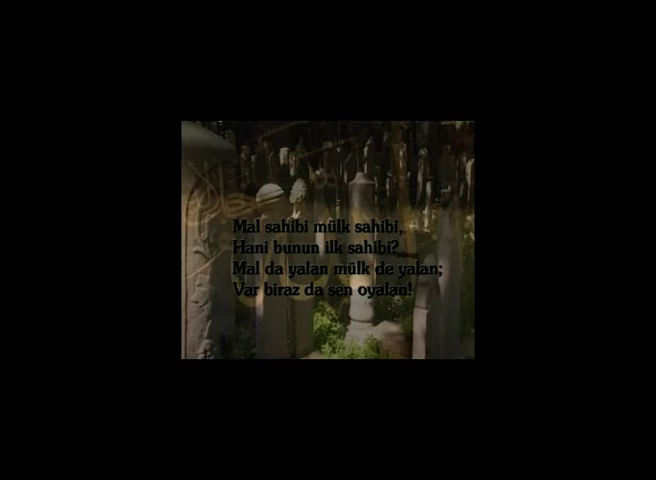 Mal sahibi mülk sahibi,
Hani bunun ilk sahibi?
Mal da yalan mülk de yalan;
Var biraz da sen oyalan!